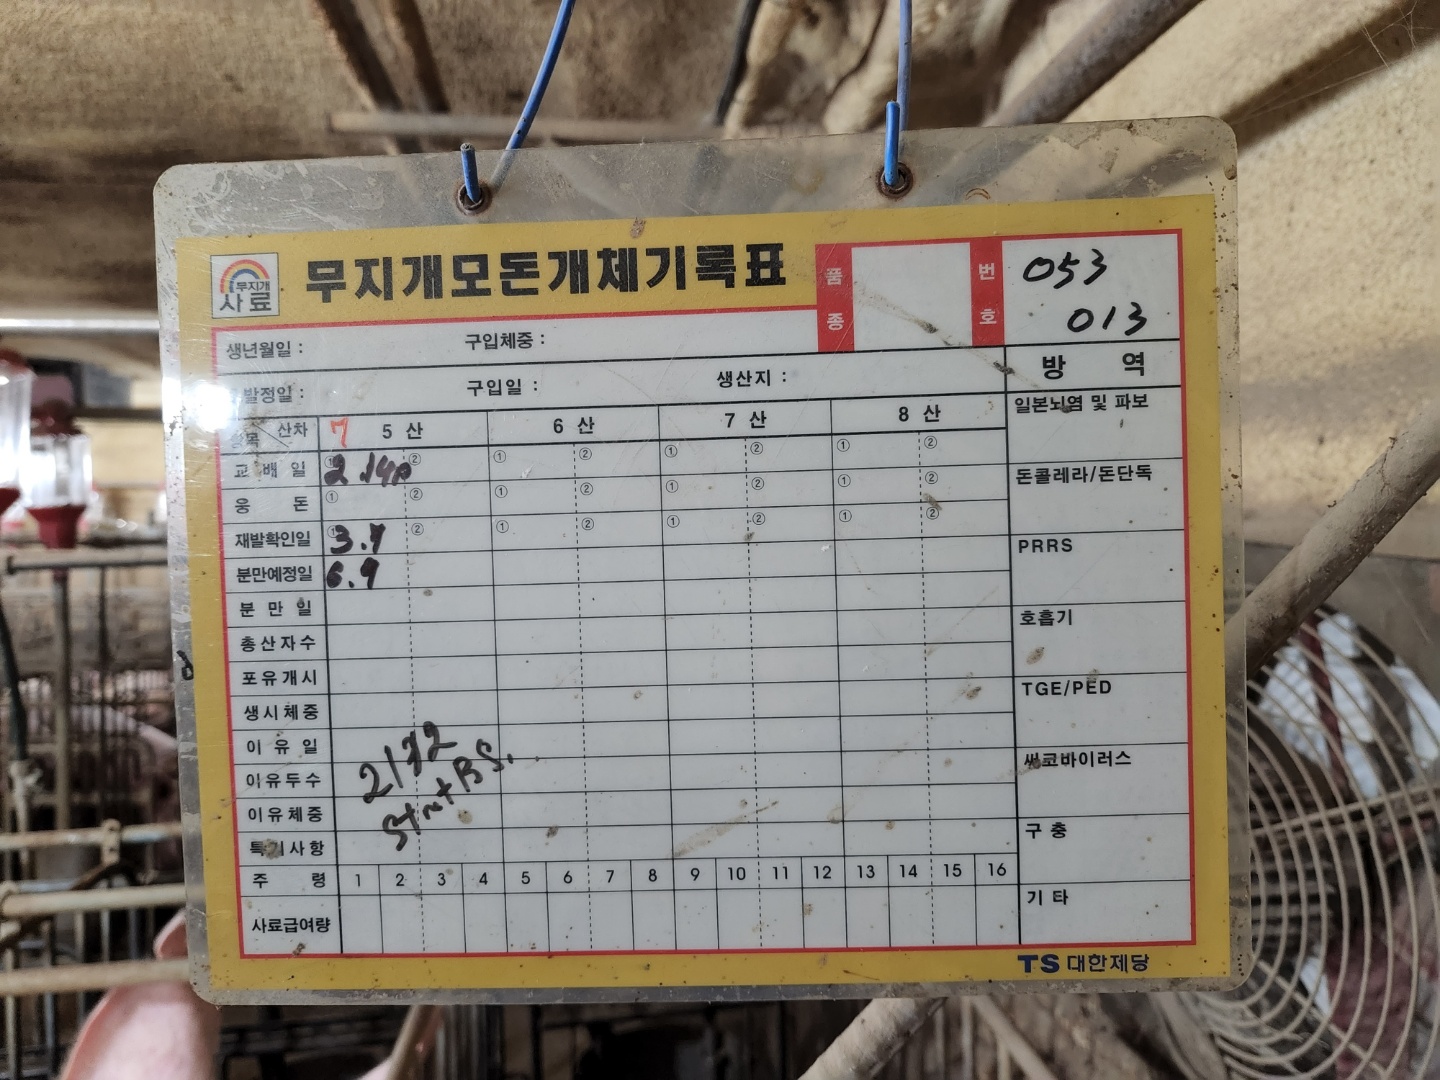 무지개
사료
무지개모돈개체기록표
품종
번호
053
013
생년월일 :
구입체중 :
발정일 :
구입일 :
생산지 :
방 역
항목 산차
7 5 산
6 산
7 산
8 산
일본뇌염 및 파보
교 배 일 ① 2 ② ① ② ① ② ① ②
웅 돈 ① ② ① ② ① ② ① ②
돈콜레라/돈단독
재발확인일 ① 3.7 ② ① ② ① ② ① ②
분만예정일 6.9
PRRS
분 만 일
총산자수
호흡기
포유개시
생시체중
TGE/PED
이 유 일
이유두수
써코바이러스
이유체중
특기사항
구 충
주 령 1 2 3 4 5 6 7 8 9 10 11 12 13 14 15 16
사료급여량
기 타
TS 대한제당